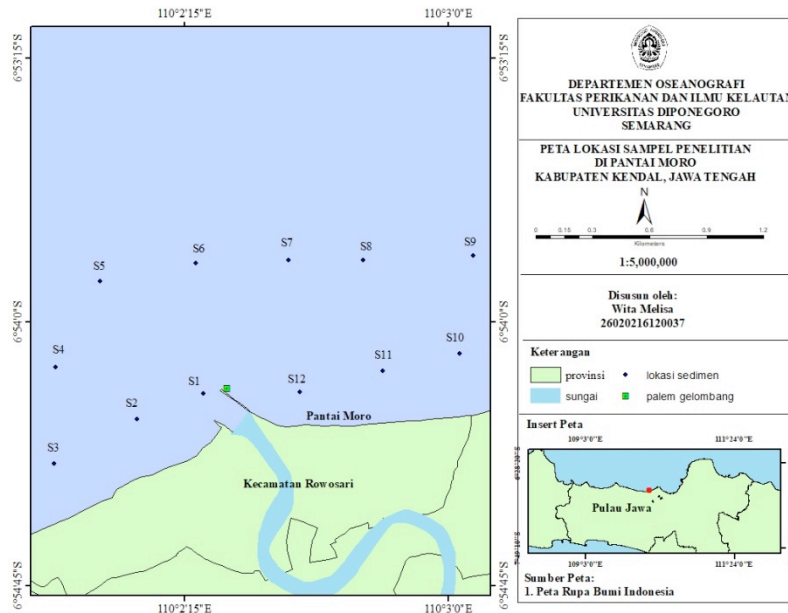 110°2'15"E
110°3'0"E
6°53'15"S
6°53'15"S
S5
S6
S7
S8
S9
6°54'0"S
6°54'0"S
S4
S10
S11
S2
S1
S12
S3
Pantai Moro
Kecamatan Rowosari
6°54'45"S
6°54'45"S
110°2'15"E
110°3'0"E
DEPARTEMEN OSEANOGRAFI
FAKULTAS PERIKANAN DAN ILMU KELAUTAN
UNIVERSITAS DIPONEGORO
SEMARANG
PETA LOKASI SAMPEL PENELITIAN
DI PANTAI MORO
KABUPATEN KENDAL, JAWA TENGAH
N
0 0.15 0.3 0.6 0.9 1.2
Kilometers
1:5,000,000
Disusun oleh:
Wita Melisa
26020216120037
Keterangan
provinsi
lokasi sedimen
sungai
palem gelombang
Insert Peta
109°3'0"E
111°24'0"E
Pulau Jawa
109°3'0"E
111°24'0"E
Sumber Peta:
1. Peta Rupa Bumi Indonesia